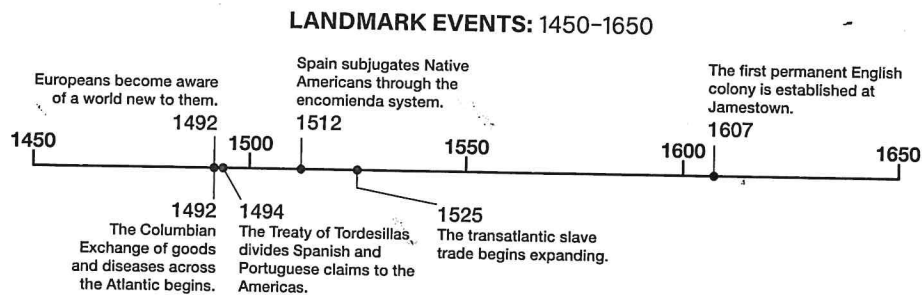 LANDMARK EVENTS: 1450–1650
Europeans become aware
of a world new to them.
1492
Spain subjugates Native
Americans through the
encomienda system.
1512
The first permanent English
colony is established at
Jamestown.
1607
1450
1500
1550
1600
1650
1492
The Columbian
Exchange of goods
and diseases across
the Atlantic begins.
1494
The Treaty of Tordesillas
divides Spanish and
Portuguese claims to the
Americas.
1525
The transatlantic slave
trade begins expanding.